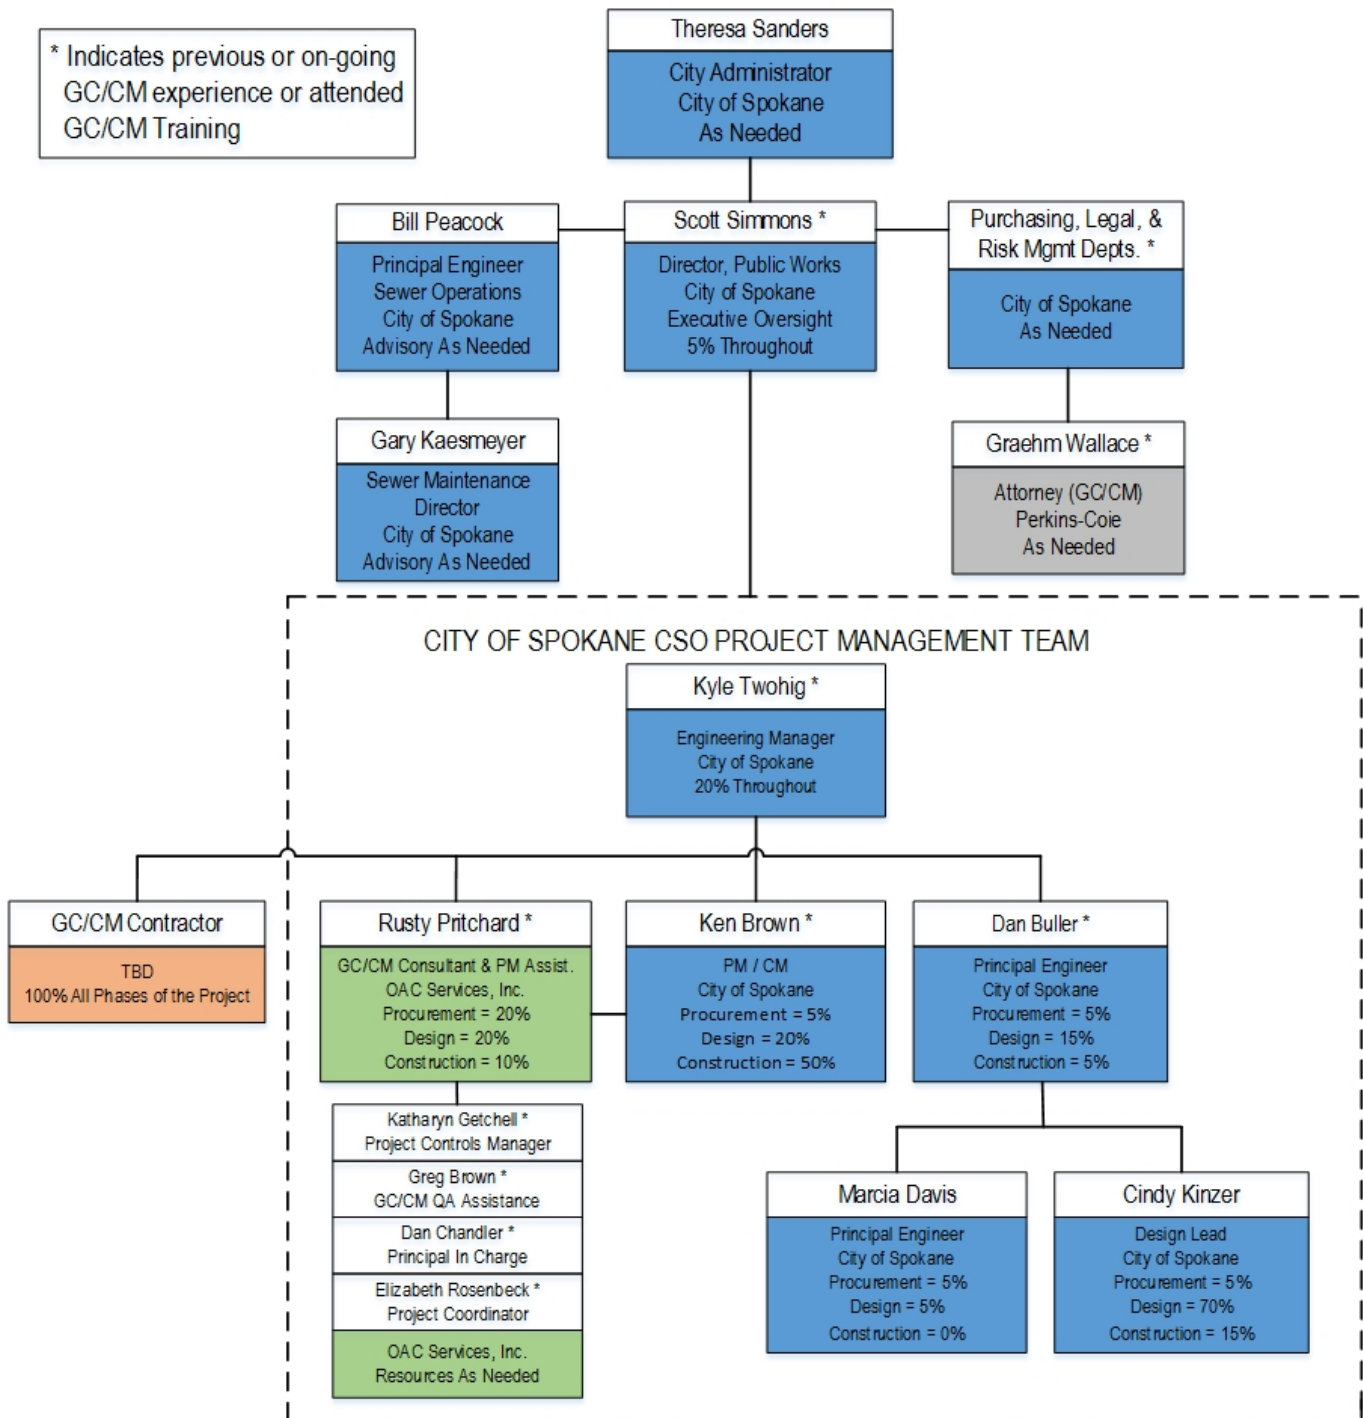 * Indicates previous or on-going
GC/CM experience or attended
GC/CM Training
Theresa Sanders
City Administrator
City of Spokane
As Needed
Bill Peacock
Principal Engineer
Sewer Operations
City of Spokane
Advisory As Needed
Scott Simmons *
Director, Public Works
City of Spokane
Executive Oversight
5% Throughout
Purchasing, Legal, &
Risk Mgmt Depts. *
City of Spokane
As Needed
Gary Kaesmeyer
Sewer Maintenance
Director
City of Spokane
Advisory As Needed
Graehm Wallace *
Attorney (GC/CM)
Perkins-Coie
As Needed
CITY OF SPOKANE CSO PROJECT MANAGEMENT TEAM
Kyle Twohig *
Engineering Manager
City of Spokane
20% Throughout
GC/CM Contractor
TBD
100% All Phases of the Project
Rusty Pritchard *
GC/CM Consultant & PM Assist.
OAC Services, Inc.
Procurement = 20%
Design = 20%
Construction = 10%
Ken Brown *
PM / CM
City of Spokane
Procurement = 5%
Design = 20%
Construction = 50%
Dan Buller *
Principal Engineer
City of Spokane
Procurement = 5%
Design = 15%
Construction = 5%
Katharyn Getchell *
Project Controls Manager
Greg Brown *
GC/CM QA Assistance
Dan Chandler *
Principal In Charge
Elizabeth Rosenbeck *
Project Coordinator
OAC Services, Inc.
Resources As Needed
Marcia Davis
Principal Engineer
City of Spokane
Procurement = 5%
Design = 5%
Construction = 0%
Cindy Kinzer
Design Lead
City of Spokane
Procurement = 5%
Design = 70%
Construction = 15%